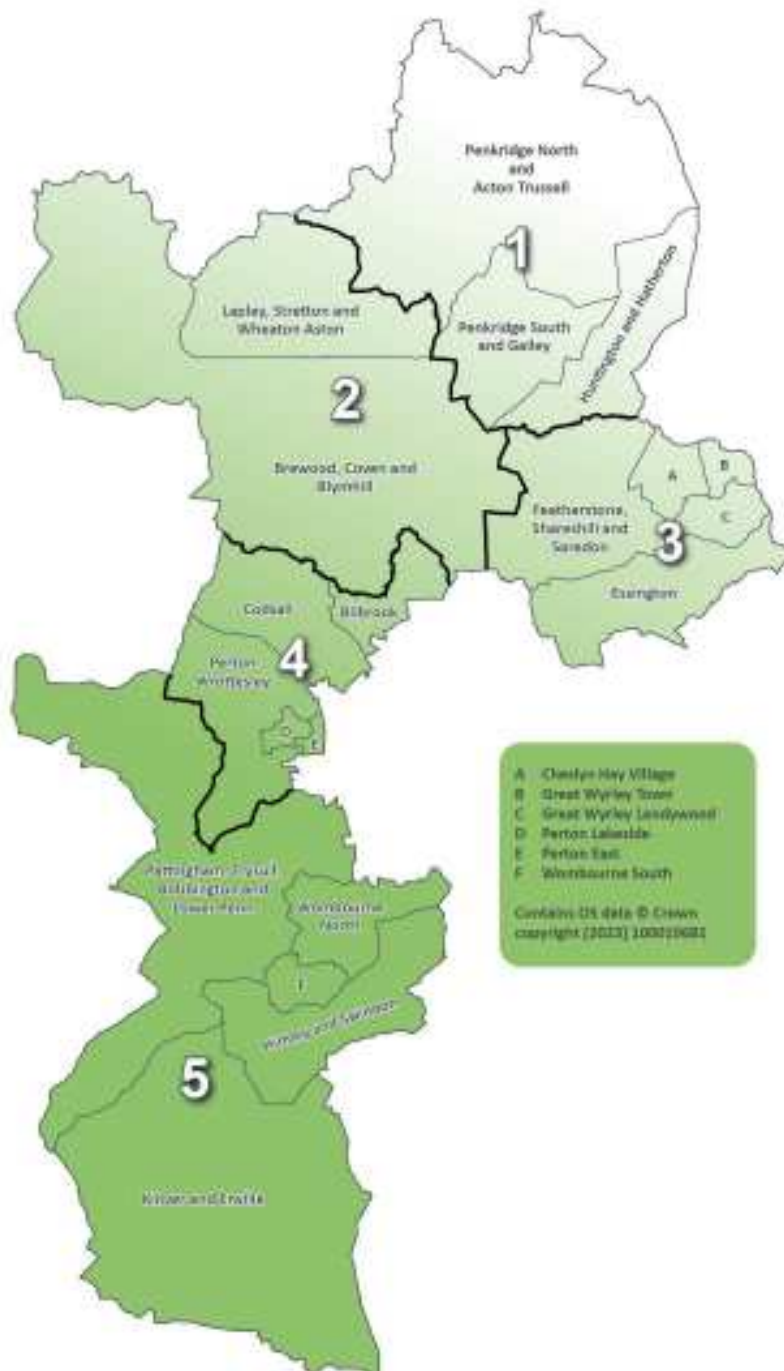 Penkridge North
and
Acton Trussell
1
Huntington and Hatherton
Lapley, Stretton and
Wheaton Aston
Penkridge South
and Gailey
2
Brewood, Coven and
Blymhill
A
B
C
Featherstone,
Shareshill and
Saredon
3
Essington
Codsall
Bilbrook
4
Perton
Wrottesley
D
E
A Cheslyn Hay Village
B Great Wyrley Town
C Great Wyrley Landywood
D Perton Lakeside
E Perton East
F Wombourne South
Contains OS data © Crown
copyright (2023)
Pattingham, Trysull,
Bobbington and
Lower Penn
Wombourne
North
F
Himley and Swindon
5
Kinver and Enville